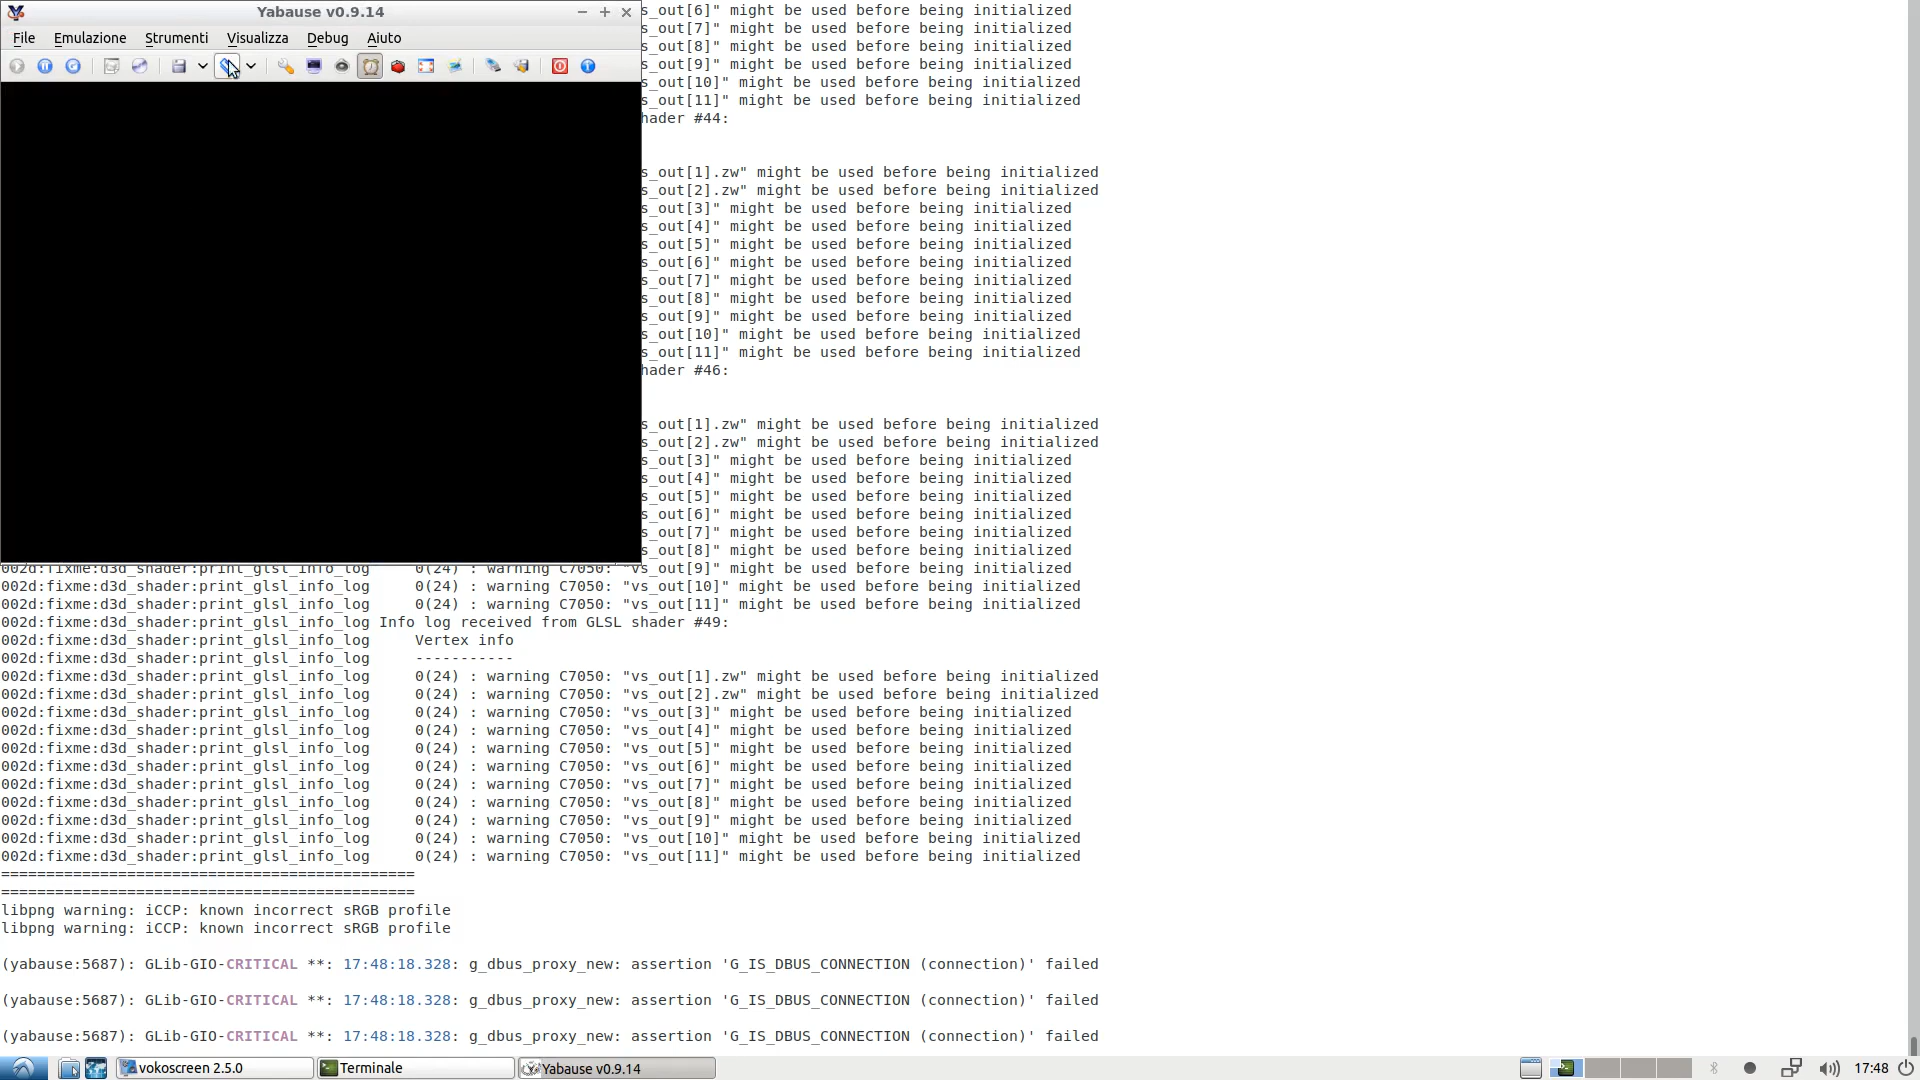 Yabause v0.9.14
File Emulazione Strumenti Visualizza Debug Aiuto
s_out[6]" might be used before being initialized
s_out[7]" might be used before being initialized
s_out[8]" might be used before being initialized
s_out[9]" might be used before being initialized
s_out[10]" might be used before being initialized
s_out[11]" might be used before being initialized
hader #44:
s_out[1].zw" might be used before being initialized
s_out[2].zw" might be used before being initialized
s_out[3]" might be used before being initialized
s_out[4]" might be used before being initialized
s_out[5]" might be used before being initialized
s_out[6]" might be used before being initialized
s_out[7]" might be used before being initialized
s_out[8]" might be used before being initialized
s_out[9]" might be used before being initialized
s_out[10]" might be used before being initialized
s_out[11]" might be used before being initialized
hader #46:
s_out[1].zw" might be used before being initialized
s_out[2].zw" might be used before being initialized
s_out[3]" might be used before being initialized
s_out[4]" might be used before being initialized
s_out[5]" might be used before being initialized
s_out[6]" might be used before being initialized
s_out[7]" might be used before being initialized
s_out[8]" might be used before being initialized
002d:fixme:d3d_shader:print_glsl_info_log     0(24) : warning C7050: "vs_out[9]" might be used before being initialized
002d:fixme:d3d_shader:print_glsl_info_log     0(24) : warning C7050: "vs_out[10]" might be used before being initialized
002d:fixme:d3d_shader:print_glsl_info_log     0(24) : warning C7050: "vs_out[11]" might be used before being initialized
002d:fixme:d3d_shader:print_glsl_info_log Info log received from GLSL shader #49:
002d:fixme:d3d_shader:print_glsl_info_log     Vertex info
002d:fixme:d3d_shader:print_glsl_info_log     -----------
002d:fixme:d3d_shader:print_glsl_info_log     0(24) : warning C7050: "vs_out[1].zw" might be used before being initialized
002d:fixme:d3d_shader:print_glsl_info_log     0(24) : warning C7050: "vs_out[2].zw" might be used before being initialized
002d:fixme:d3d_shader:print_glsl_info_log     0(24) : warning C7050: "vs_out[3]" might be used before being initialized
002d:fixme:d3d_shader:print_glsl_info_log     0(24) : warning C7050: "vs_out[4]" might be used before being initialized
002d:fixme:d3d_shader:print_glsl_info_log     0(24) : warning C7050: "vs_out[5]" might be used before being initialized
002d:fixme:d3d_shader:print_glsl_info_log     0(24) : warning C7050: "vs_out[6]" might be used before being initialized
002d:fixme:d3d_shader:print_glsl_info_log     0(24) : warning C7050: "vs_out[7]" might be used before being initialized
002d:fixme:d3d_shader:print_glsl_info_log     0(24) : warning C7050: "vs_out[8]" might be used before being initialized
002d:fixme:d3d_shader:print_glsl_info_log     0(24) : warning C7050: "vs_out[9]" might be used before being initialized
002d:fixme:d3d_shader:print_glsl_info_log     0(24) : warning C7050: "vs_out[10]" might be used before being initialized
002d:fixme:d3d_shader:print_glsl_info_log     0(24) : warning C7050: "vs_out[11]" might be used before being initialized
==============================================
==============================================
libpng warning: iCCP: known incorrect sRGB profile
libpng warning: iCCP: known incorrect sRGB profile
(yabause:5687): GLib-GIO-CRITICAL **: 17:48:18.328: g_dbus_proxy_new: assertion 'G_IS_DBUS_CONNECTION (connection)' failed
(yabause:5687): GLib-GIO-CRITICAL **: 17:48:18.328: g_dbus_proxy_new: assertion 'G_IS_DBUS_CONNECTION (connection)' failed
(yabause:5687): GLib-GIO-CRITICAL **: 17:48:18.328: g_dbus_proxy_new: assertion 'G_IS_DBUS_CONNECTION (connection)' failed
vokoscreen 2.5.0 Terminale Yabause v0.9.14 17:48